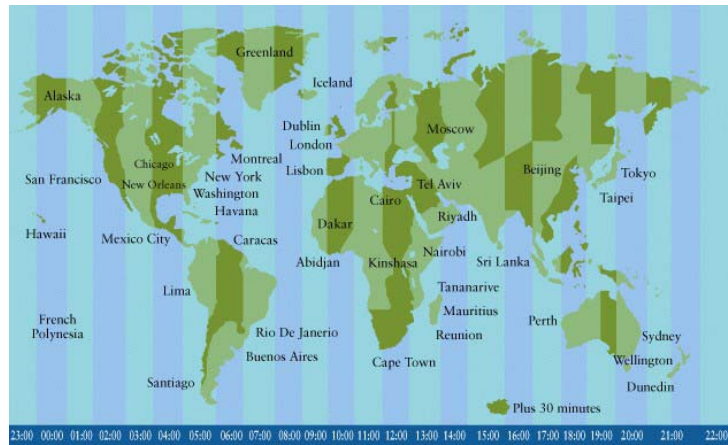 Greenland
Iceland
Alaska
Dublin
London
Moscow
Chicago
Montreal
San Francisco
New Orleans
New York
Washington
Havana
Lisbon
Tel Aviv
Beijing
Tokyo
Taipei
Cairo
Riyadh
Dakar
Hawaii
Mexico City
Caracas
Abidjan
Kinshasa
Nairobi
Sri Lanka
Lima
Tananarive
Mauritius
Reunion
French
Polynesia
Rio De Janerio
Buenos Aires
Perth
Sydney
Wellington
Dunedin
Cape Town
Santiago
Plus 30 minutes
23:00 00:00 01:00 02:00 03:00 04:00 05:00 06:00 07:00 08:00 09:00 10:00 11:00 12:00 13:00 14:00 15:00 16:00 17:00 18:00 19:00 20:00 21:00 22:00